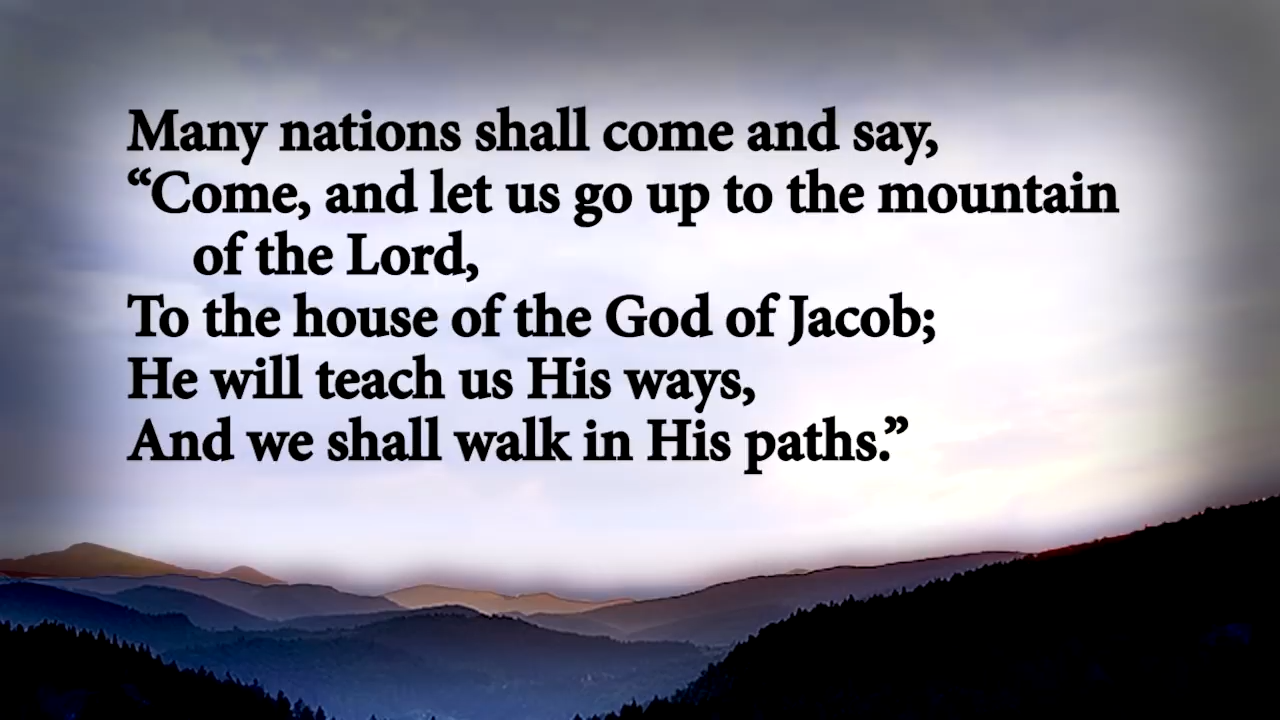 Many nations shall come and say,
“Come, and let us go up to the mountain
of the Lord,
To the house of the God of Jacob;
He will teach us His ways,
And we shall walk in His paths.”